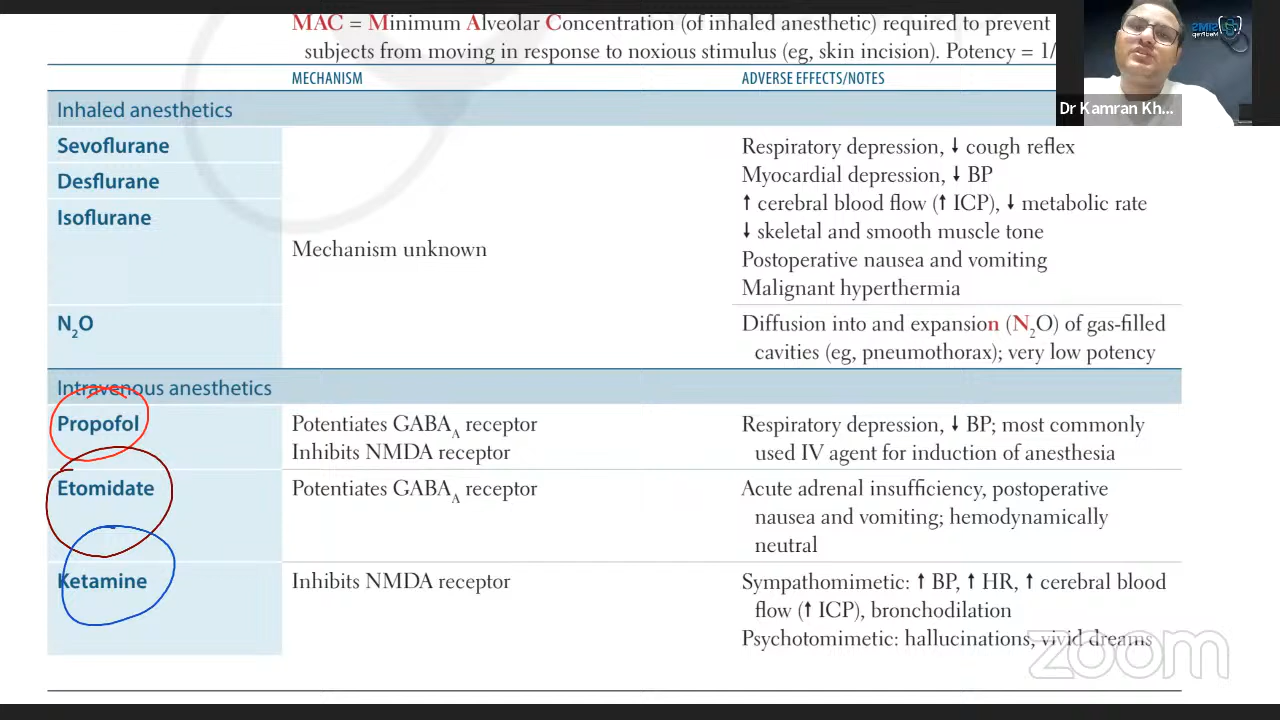 MAC = Minimum Alveolar Concentration (of inhaled anesthetic) required to prevent
subjects from moving in response to noxious stimulus (eg, skin incision). Potency = 1/
SIMS
Medprep
Dr Kamran Kh...
MECHANISM ADVERSE EFFECTS/NOTES
Inhaled anesthetics
Sevoflurane
Desflurane
Isoflurane
Mechanism unknown
Respiratory depression, ↓ cough reflex
Myocardial depression, ↓ BP
↑ cerebral blood flow (↑ ICP), ↓ metabolic rate
↓ skeletal and smooth muscle tone
Postoperative nausea and vomiting
Malignant hyperthermia
N₂O
Diffusion into and expansion (N₂O) of gas-filled
cavities (eg, pneumothorax); very low potency
Intravenous anesthetics
Propofol
Potentiates GABA_A receptor
Inhibits NMDA receptor
Respiratory depression, ↓ BP; most commonly
used IV agent for induction of anesthesia
Etomidate
Potentiates GABA_A receptor
Acute adrenal insufficiency, postoperative
nausea and vomiting; hemodynamically
neutral
Ketamine
Inhibits NMDA receptor
Sympathomimetic: ↑ BP, ↑ HR, ↑ cerebral blood
flow (↑ ICP), bronchodilation
Psychotomimetic: hallucinations, vivid dreams
zoom